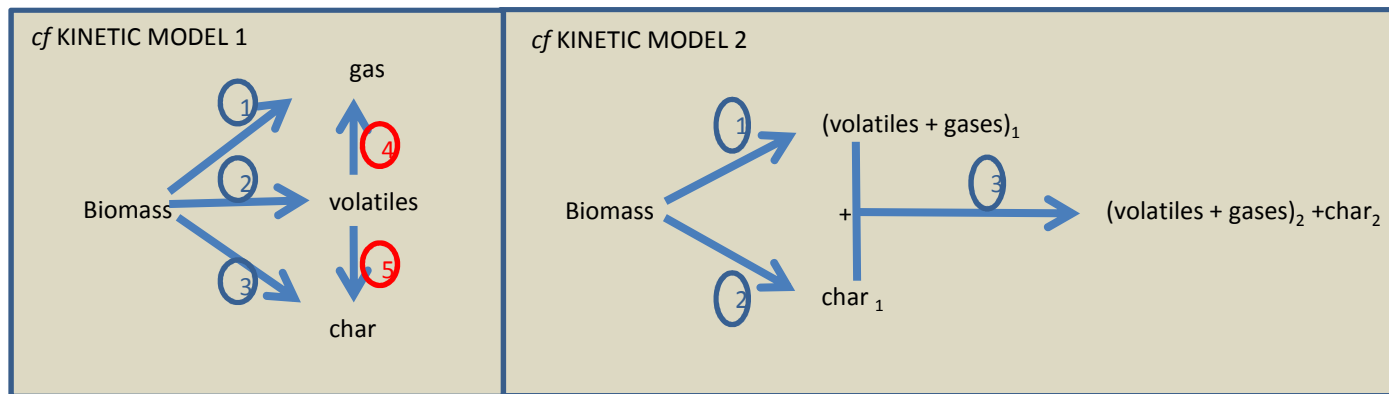 cf KINETIC MODEL 1
gas
1
4
2
Biomass
volatiles
5
3
char
cf KINETIC MODEL 2
1
(volatiles + gases)1
3
Biomass
+
(volatiles + gases)2 +char2
2
char 1